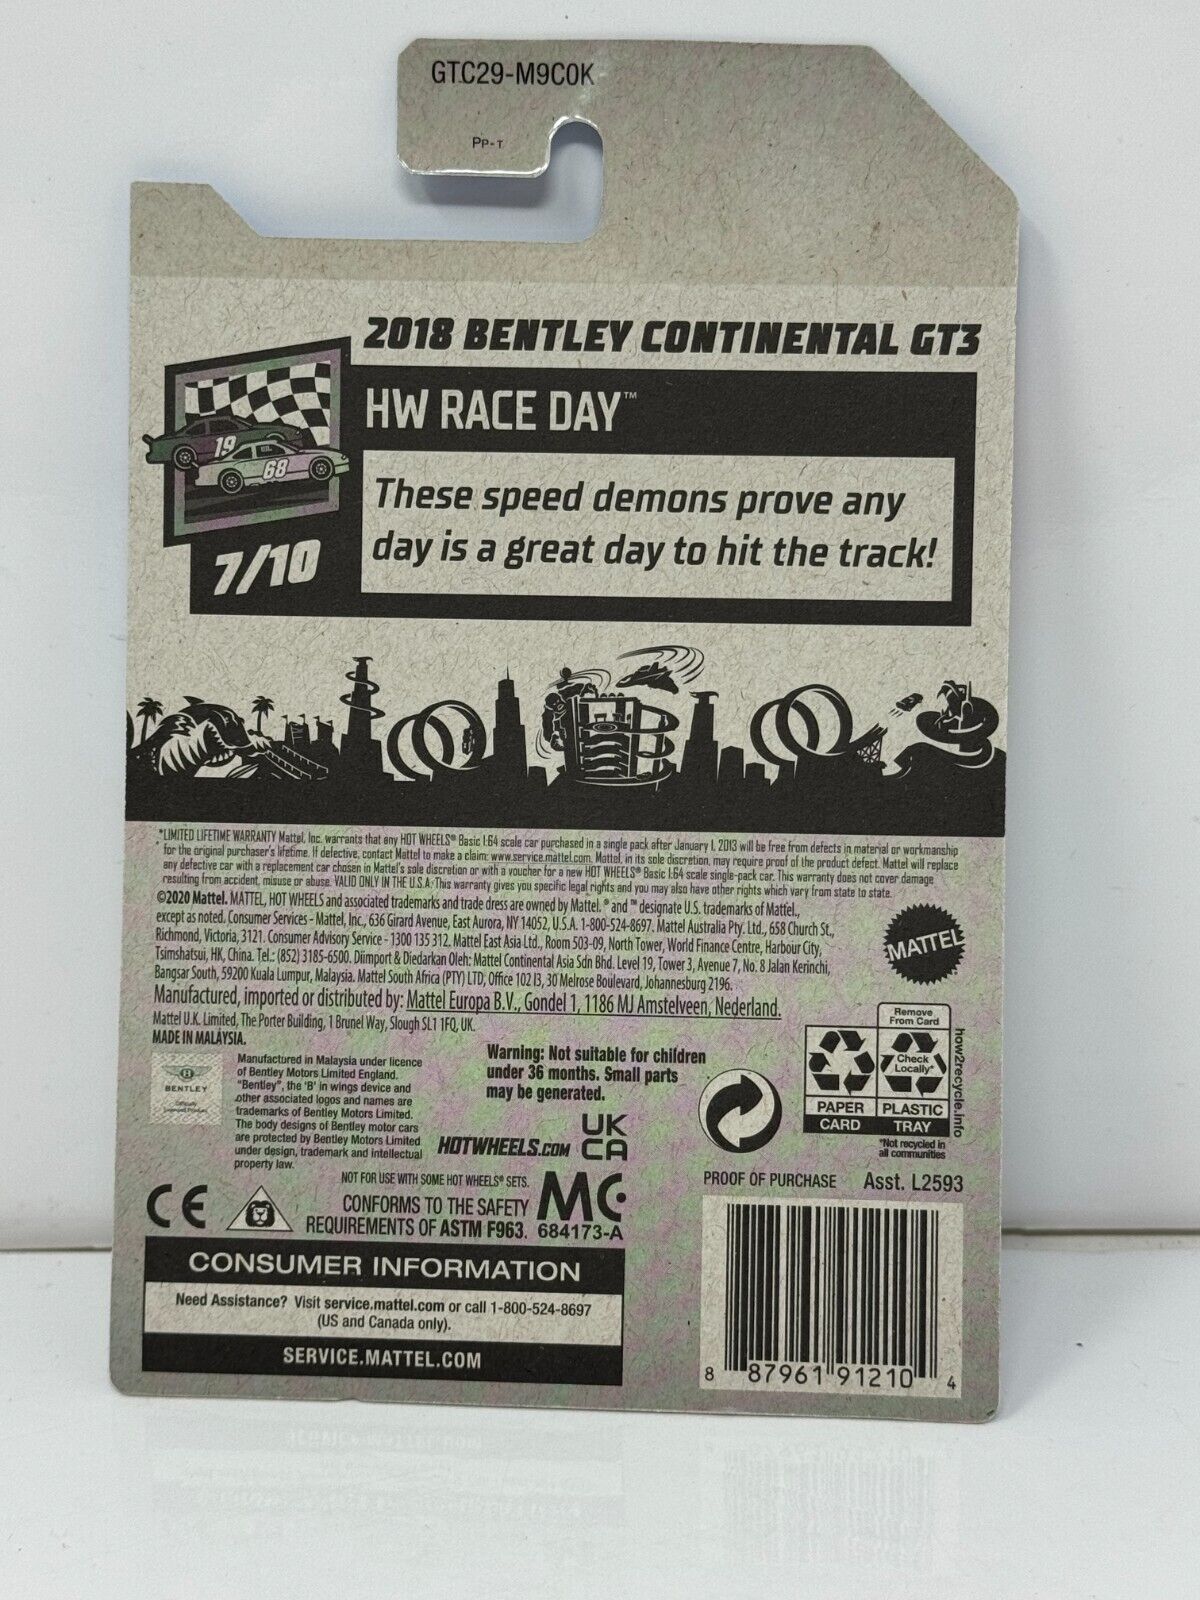 GTC29-M9C0K
PP-T
2018 BENTLEY CONTINENTAL GT3
HW RACE DAY™
19
68
7/10
These speed demons prove any
day is a great day to hit the track!
*LIMITED LIFETIME WARRANTY Mattel, Inc. warrants that any HOT WHEELS® Basic 1:64 scale car purchased in a single pack after January 1, 2013 will be free from defects in material or workmanship
for the original purchaser's lifetime. If defective, contact Mattel to make a claim: www.service.mattel.com. Mattel, in its sole discretion, may require proof of the product defect. Mattel will replace
any defective car with a replacement car chosen in Mattel's sole discretion or with a voucher for a new HOT WHEELS® Basic 1:64 scale single-pack car. This warranty does not cover damage
resulting from accident, misuse or abuse. VALID ONLY IN THE U.S.A. This warranty gives you specific legal rights and you may also have other rights which vary from state to state.
©2020 Mattel. MATTEL, HOT WHEELS and associated trademarks and trade dress are owned by Mattel. ® and ™ designate U.S. trademarks of Mattel.,
except as noted. Consumer Services - Mattel, Inc., 636 Girard Avenue, East Aurora, NY 14052, U.S.A. 1-800-524-8697. Mattel Australia Pty. Ltd., 658 Church St.,
Richmond, Victoria, 3121. Consumer Advisory Service - 1300 135 312. Mattel East Asia Ltd., Room 503-09, North Tower, World Finance Centre, Harbour City,
Tsimshatsui, HK, China. Tel.: (852) 3185-6500. Diimport & Diedarkan Oleh: Mattel Continental Asia Sdn Bhd. Level 19, Tower 3, Avenue 7, No. 8 Jalan Kerinchi,
Bangsar South, 59200 Kuala Lumpur, Malaysia. Mattel South Africa (PTY) LTD, Office 102 I3, 30 Melrose Boulevard, Johannesburg 2196.
Manufactured, imported or distributed by: Mattel Europa B.V., Gondel 1, 1186 MJ Amstelveen, Nederland.
Mattel U.K. Limited, The Porter Building, 1 Brunel Way, Slough SL1 1FQ, UK.
MADE IN MALAYSIA.
MATTEL
B
BENTLEY
Officially
Licensed Product
Manufactured in Malaysia under licence
of Bentley Motors Limited England.
"Bentley", the 'B' in wings device and
other associated logos and names are
trademarks of Bentley Motors Limited.
The body designs of Bentley motor cars
are protected by Bentley Motors Limited
under design, trademark and intellectual
property law.
Warning: Not suitable for children
under 36 months. Small parts
may be generated.
HOTWHEELS.COM
UK
CA
Remove
From Card
Check
Locally*
PAPER
CARD
PLASTIC
TRAY
*Not recycled in
all communities
how2recycle.info
NOT FOR USE WITH SOME HOT WHEELS® SETS.
CE
CONFORMS TO THE SAFETY
REQUIREMENTS OF ASTM F963.
MC
684173-A
PROOF OF PURCHASE
Asst. L2593
CONSUMER INFORMATION
Need Assistance? Visit service.mattel.com or call 1-800-524-8697
(US and Canada only).
SERVICE.MATTEL.COM
8 87961 91210 4